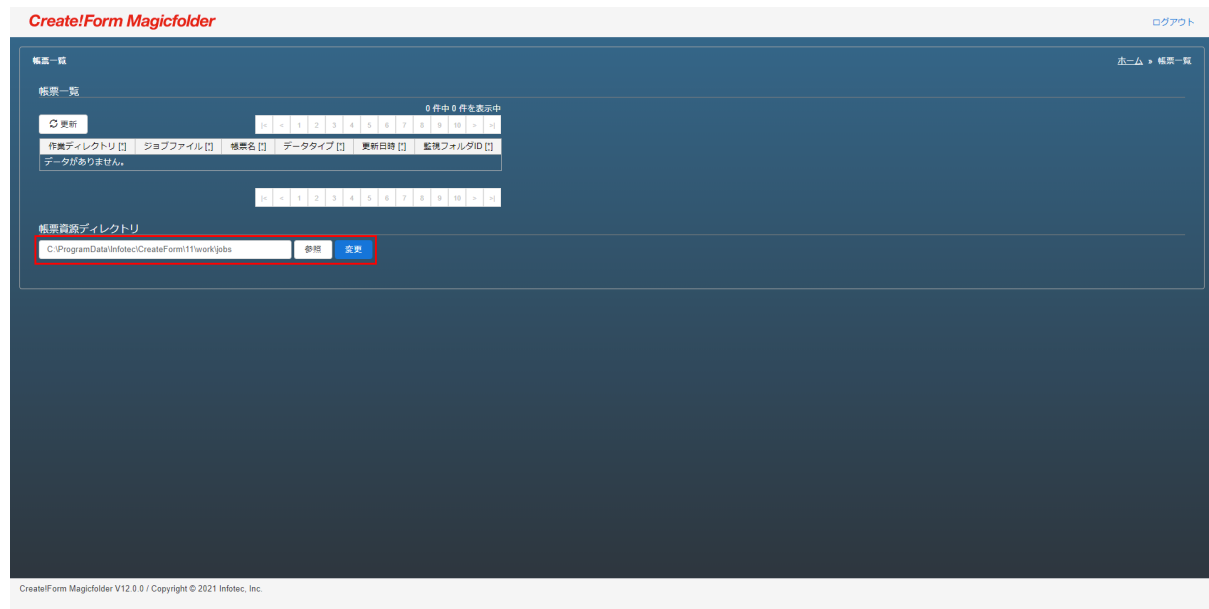 Create!Form Magicfolder
ログアウト
帳票一覧
ホーム » 帳票一覧
帳票一覧
0 件中 0 件を表示中
更新
|< < 1 2 3 4 5 6 7 8 9 10 > >|
作業ディレクトリ [*] ジョブファイル [*] 帳票名 [*] データタイプ [*] 更新日時 [*] 監視フォルダID [*]
データがありません。
|< < 1 2 3 4 5 6 7 8 9 10 > >|
帳票資源ディレクトリ
C:\ProgramData\Infotec\CreateForm\11\work\jobs 参照 変更
Create!Form Magicfolder V12.0.0 / Copyright © 2021 Infotec, Inc.